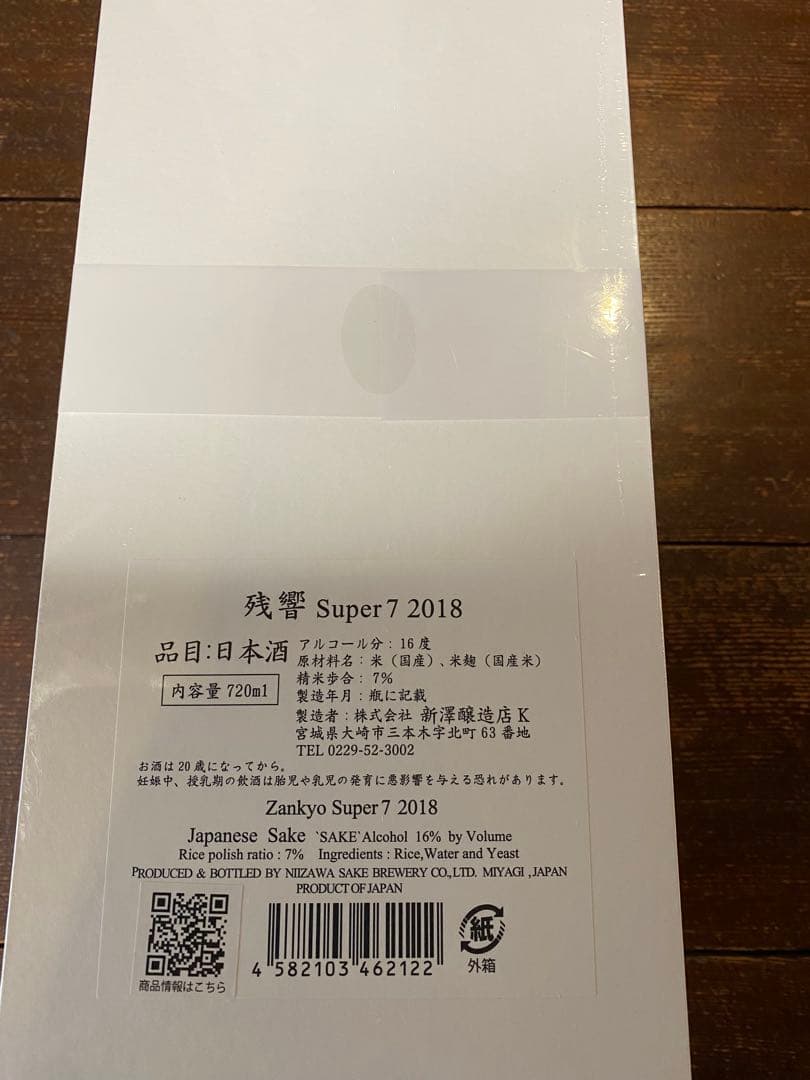 残響 Super7 2018
品目:日本酒
内容量 720ml
アルコール分：16度
原材料名：米（国産）、米麹（国産米）
精米歩合：7%
製造年月：瓶に記載
製造者：株式会社 新澤醸造店K
宮城県大崎市三本木字北町63番地
TEL 0229-52-3002
お酒は20歳になってから。
妊娠中、授乳期の飲酒は胎児や乳児の発育に悪影響を与える恐れがあります。
Zankyo Super7 2018
Japanese Sake `SAKE`Alcohol 16% by Volume
Rice polish ratio : 7% Ingredients : Rice,Water and Yeast
PRODUCED & BOTTLED BY NIIZAWA SAKE BREWERY CO.,LTD. MIYAGI ,JAPAN
PRODUCT OF JAPAN
商品情報はこちら
4 582103 462122
紙
外箱